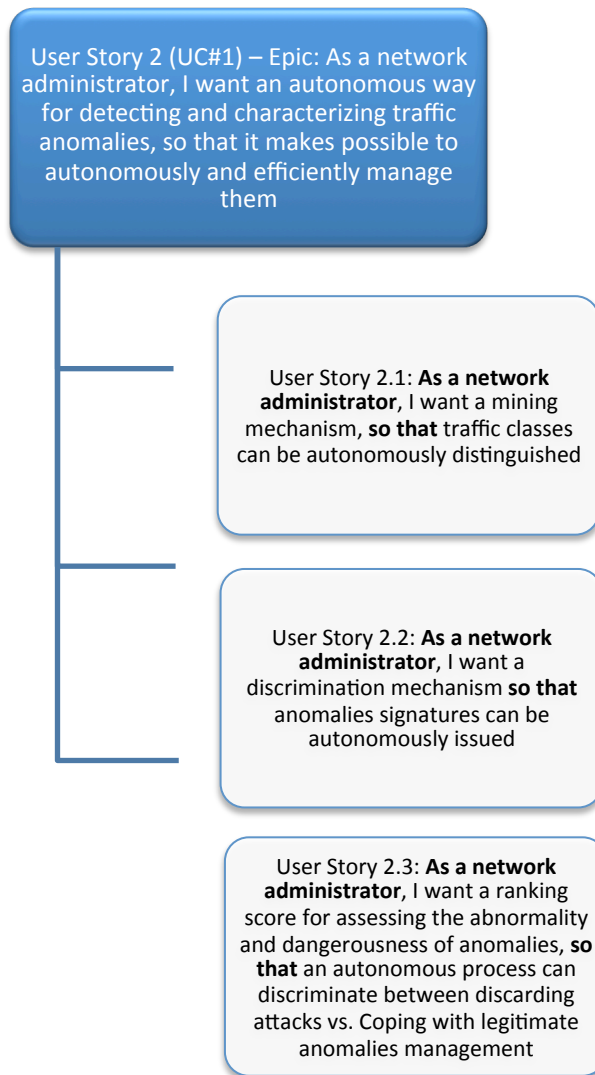 User Story 2 (UC#1) – Epic: As a network
administrator, I want an autonomous way
for detecting and characterizing traffic
anomalies, so that it makes possible to
autonomously and efficiently manage
them
User Story 2.1: As a network
administrator, I want a mining
mechanism, so that traffic classes
can be autonomously distinguished
User Story 2.2: As a network
administrator, I want a
discrimination mechanism so that
anomalies signatures can be
autonomously issued
User Story 2.3: As a network
administrator, I want a ranking
score for assessing the abnormality
and dangerousness of anomalies, so
that an autonomous process can
discriminate between discarding
attacks vs. Coping with legitimate
anomalies management